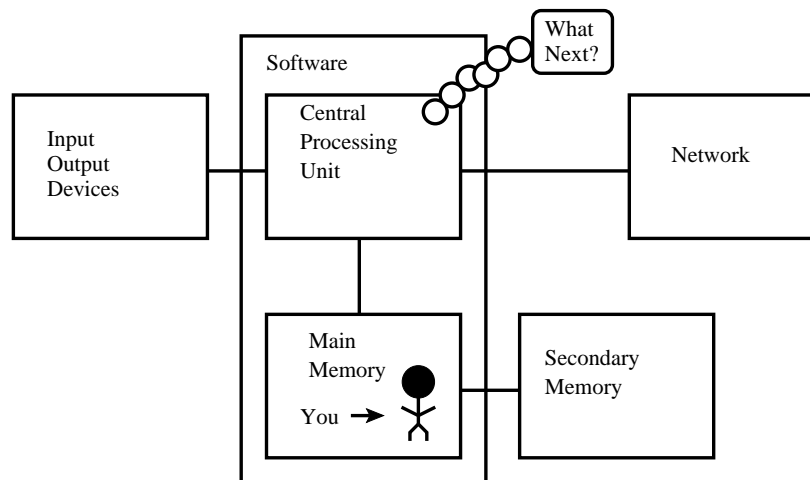 What
Next?
Software
Input
Output
Devices
Central
Processing
Unit
Network
Main
Memory
You
Secondary
Memory